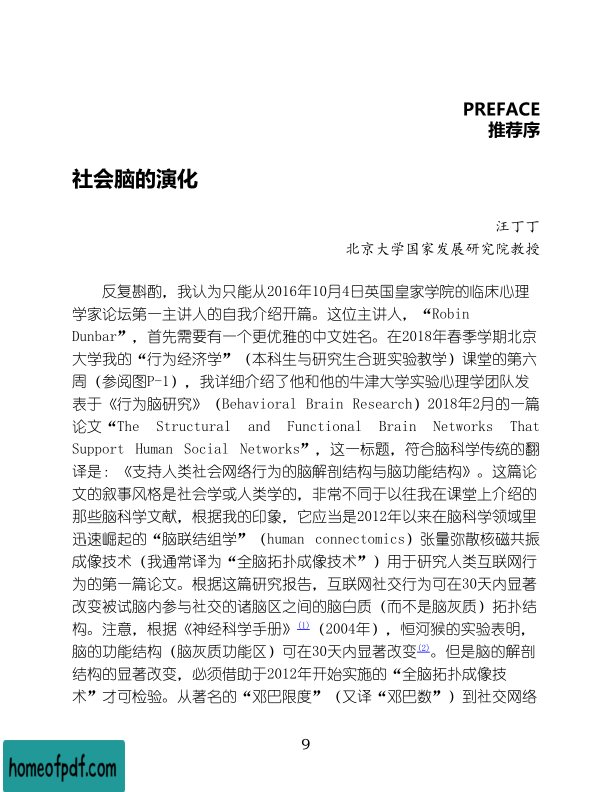 PREFACE
推荐序
社会脑的演化
汪丁丁
北京大学国家发展研究院教授
反复斟酌，我认为只能从2016年10月4日英国皇家学院的临床心理
学家论坛第一主讲人的自我介绍开篇。这位主讲人，“Robin
Dunbar”，首先需要有一个更优雅的中文姓名。在2018年春季学期北京
大学我的“行为经济学”（本科生与研究生合班实验教学）课堂的第六
周（参阅图P-1），我详细介绍了他和他的牛津大学实验心理学团队发
表于《行为脑研究》（Behavioral Brain Research）2018年2月的一篇
论文“The Structural and Functional Brain Networks That
Support Human Social Networks”，这一标题，符合脑科学传统的翻
译是：《支持人类社会网络行为的脑解剖结构与脑功能结构》。这篇论
文的叙事风格是社会学或人类学的，非常不同于以往我在课堂上介绍的
那些脑科学文献，根据我的印象，它应当是2012年以来在脑科学领域里
迅速崛起的“脑联结组学”（human connectomics）张量弥散核磁共振
成像技术（我通常译为“全脑拓扑成像技术”）用于研究人类互联网行
为的第一篇论文。根据这篇研究报告，互联网社交行为可在30天内显著
改变被试脑内参与社交的诸脑区之间的脑白质（而不是脑灰质）拓扑结
构。注意，根据《神经科学手册》(1)（2004年），恒河猴的实验表明，
脑的功能结构（脑灰质功能区）可在30天内显著改变(2)。但是脑的解剖
结构的显著改变，必须借助于2012年开始实施的“全脑拓扑成像技
术”才可检验。从著名的“邓巴限度”（又译“邓巴数”）到社交网络
9
homeofpdf.com